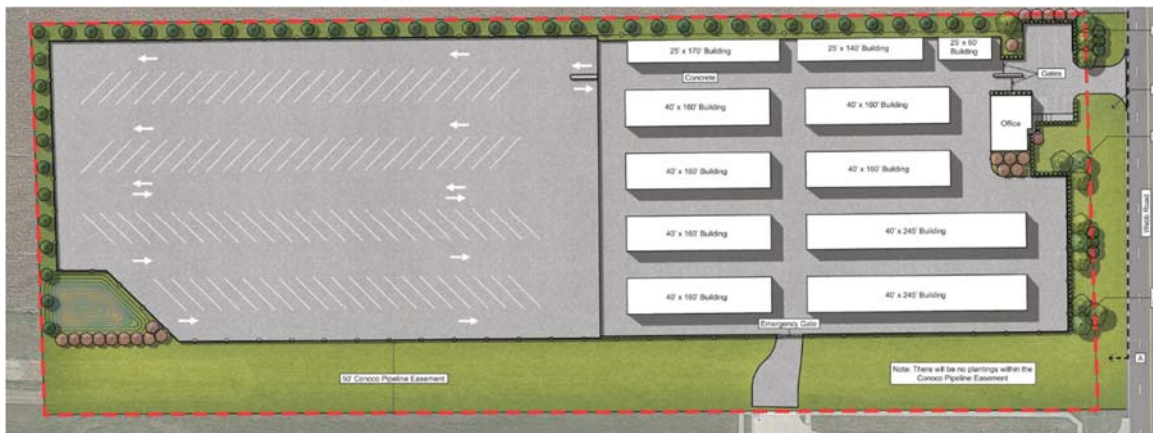 25' x 170' Building
25' x 140' Building
25' x 60'
Building
Concrete
Gates
40' x 160' Building
40' x 160' Building
Office
40' x 160' Building
40' x 160' Building
Webb Road
40' x 160' Building
40' x 245' Building
40' x 160' Building
40' x 245' Building
Emergency Gate
A
50' Conoco Pipeline Easement
Note: There will be no plantings within the
Conoco Pipeline Easement